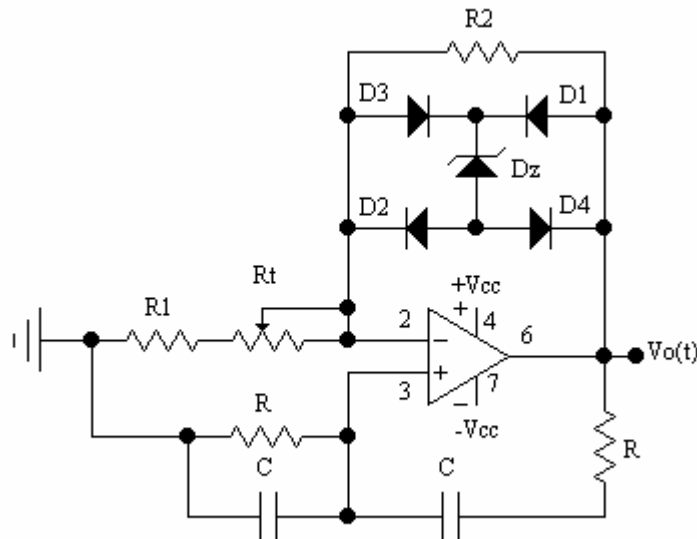 R2
D3
D1
Dz
D2
D4
Rt
+Vcc
R1
+
2
4
6
−
Vo(t)
+
3
7
−
-Vcc
R
R
C
C